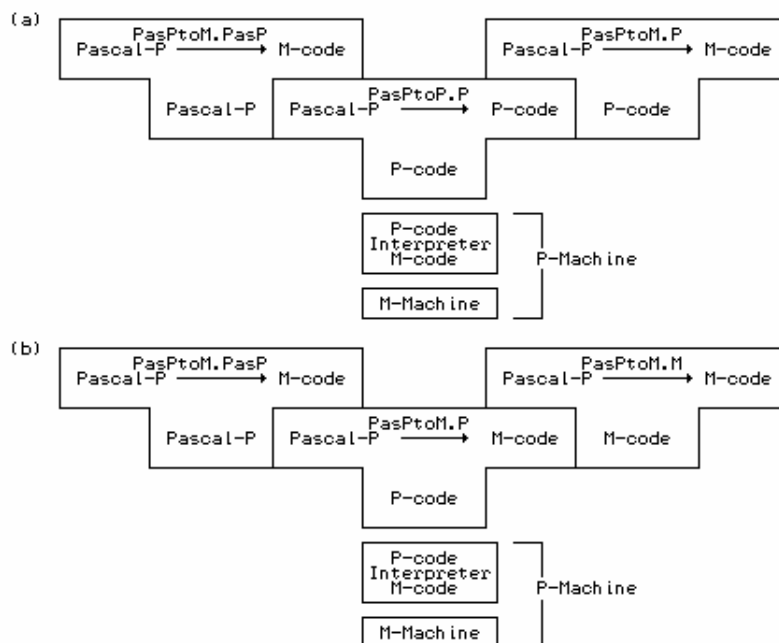 (a)
PasPtoM.PasP
Pascal-P M-code
PasPtoM.P
Pascal-P M-code
PasPtoP.P
Pascal-P
Pascal-P P-code
P-code
P-code
P-code
Interpreter
M-code
P-Machine
M-Machine
(b)
PasPtoM.PasP
Pascal-P M-code
PasPtoM.M
Pascal-P M-code
PasPtoM.P
Pascal-P
Pascal-P M-code
M-code
P-code
P-code
Interpreter
M-code
P-Machine
M-Machine